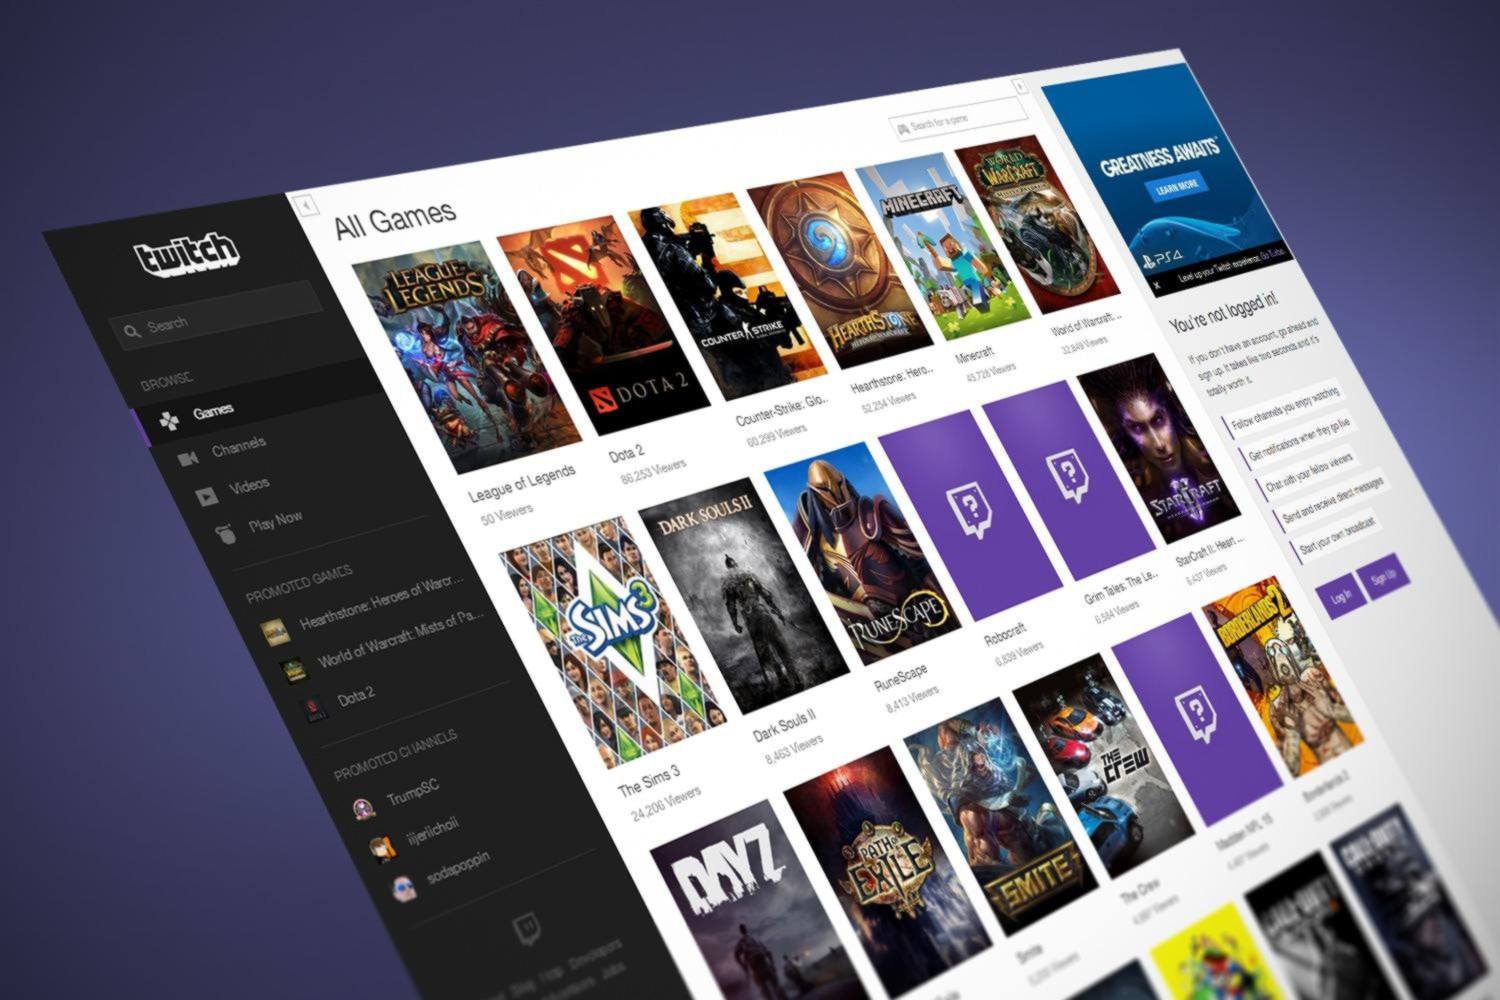 twitch
Search
BROWSE
Games
Channels
Videos
Play Now
PROMOTED GAMES
Hearthstone: Heroes of Warcr...
World of Warcraft: Mists of Pa...
Dota 2
PROMOTED CHANNELS
TrumpSC
iijeriichoii
sodapoppin
All Games
Search for a game
LEAGUE of LEGENDS
DOTA 2
COUNTER STRIKE
HEARTHSTONE
MINECRAFT
WORLD OF WARCRAFT
League of Legends
50 Viewers
Dota 2
86,253 Viewers
Counter-Strike: Glo...
60,299 Viewers
Hearthstone: Hero...
52,254 Viewers
Minecraft
45,728 Viewers
World of Warcraft: ...
32,849 Viewers
THE SIMS 3
DARK SOULS II
RUNESCAPE
?
?
STARCRAFT
The Sims 3
24,206 Viewers
Dark Souls II
8,463 Viewers
RuneScape
8,413 Viewers
Robocraft
6,839 Viewers
Grim Tales: The Le...
6,584 Viewers
StarCraft II: Heart ...
6,437 Viewers
DAYZ
PATH OF EXILE
SMITE
THE CREW
?
BORDERLANDS 2
Smite
The Crew
Madden NFL 15
Borderlands 2
GREATNESS AWAITS
LEARN MORE
PS4
X Level up your Twitch experience. Go Turbo.
You're not logged in!
If you don't have an account, go ahead and
sign up. It takes like two seconds and it's
totally worth it.
Follow channels you enjoy watching
Get notifications when they go live
Chat with your fellow viewers
Send and receive direct messages
Start your own broadcast
Log In
Sign Up